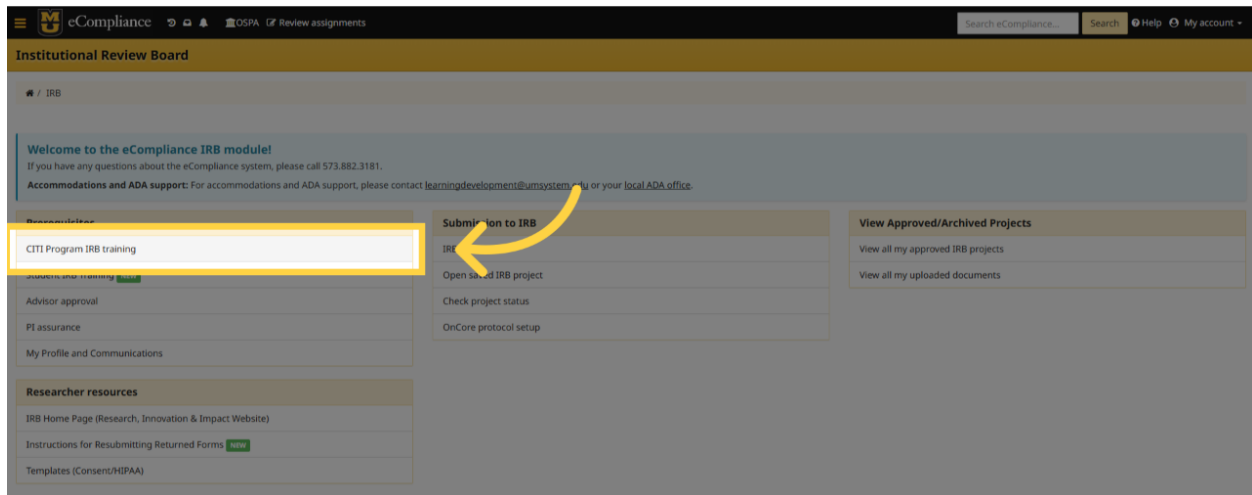 eCompliance OSPA Review assignments Search eCompliance... Search Help My account
Institutional Review Board
/ IRB
Welcome to the eCompliance IRB module!
If you have any questions about the eCompliance system, please call 573.882.3181.
Accommodations and ADA support: For accommodations and ADA support, please contact learningdevelopment@umsystem.edu or your local ADA office.
Prerequisites
CITI Program IRB training
Student IRB Training NEW
Advisor approval
PI assurance
My Profile and Communications
Researcher resources
IRB Home Page (Research, Innovation & Impact Website)
Instructions for Resubmitting Returned Forms NEW
Templates (Consent/HIPAA)
Submission to IRB
IRB
Open saved IRB project
Check project status
OnCore protocol setup
View Approved/Archived Projects
View all my approved IRB projects
View all my uploaded documents